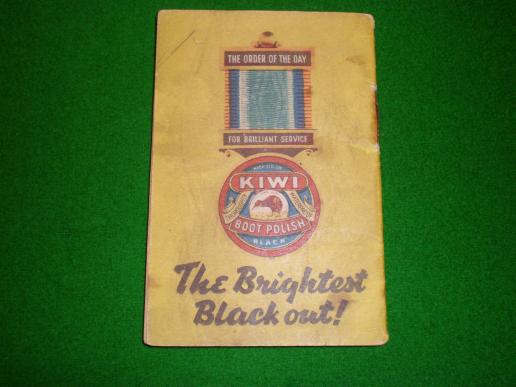 THE ORDER OF THE DAY
FOR BRILLIANT SERVICE
KIWI
BOOT POLISH
BLACK
The Brightest
Black out!